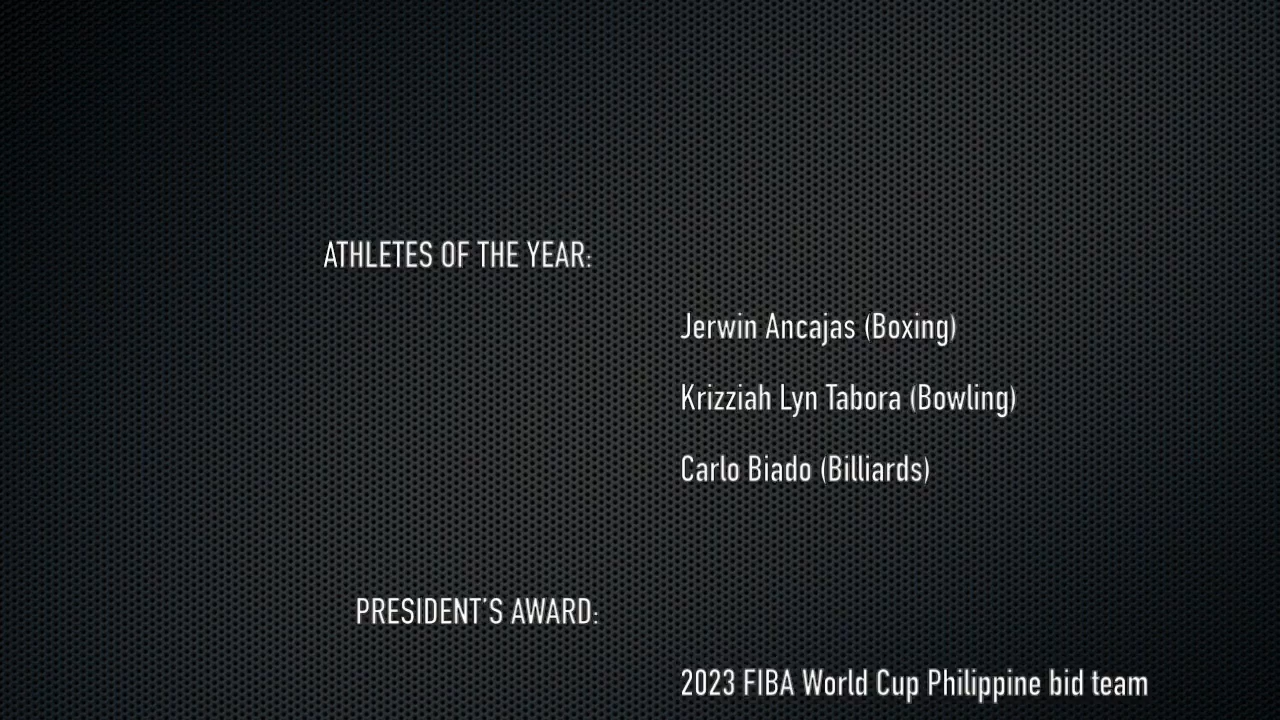 ATHLETES OF THE YEAR:
Jerwin Ancajas (Boxing)
Krizziah Lyn Tabora (Bowling)
Carlo Biado (Billiards)
PRESIDENT'S AWARD:
2023 FIBA World Cup Philippine bid team